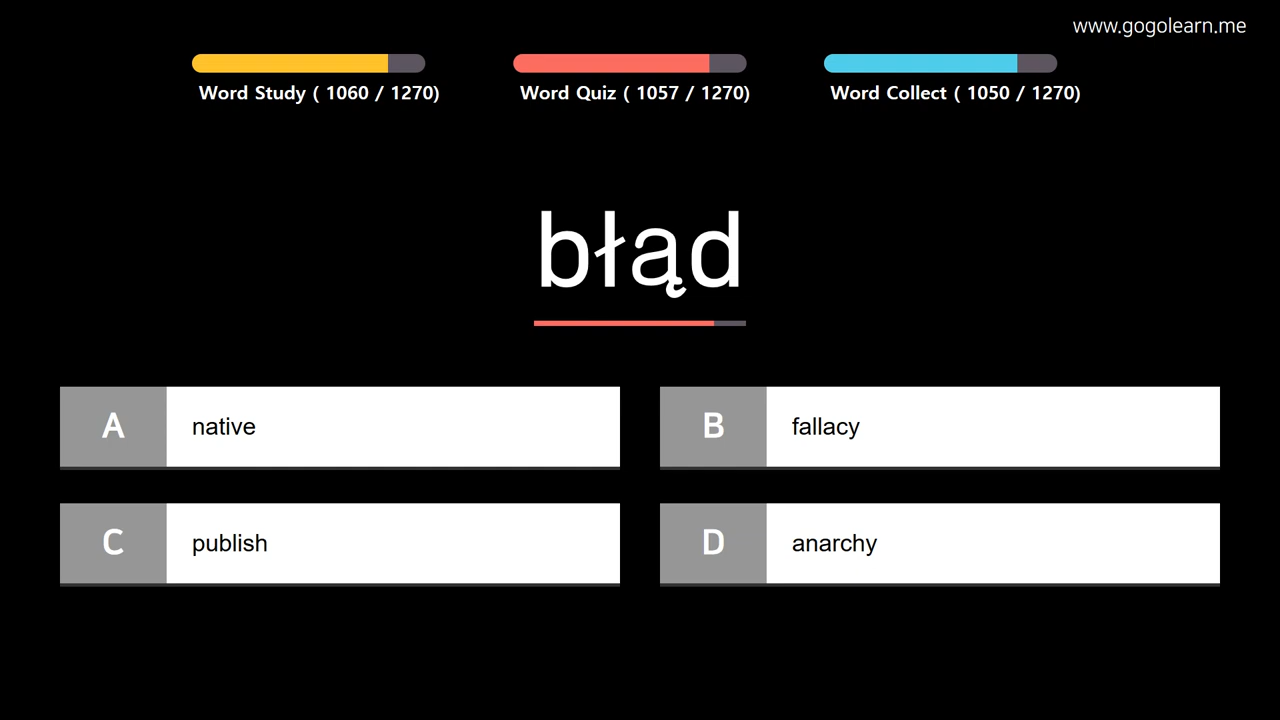 www.gogolearn.me
Word Study ( 1060 / 1270)
Word Quiz ( 1057 / 1270)
Word Collect ( 1050 / 1270)
błąd
A native
B fallacy
C publish
D anarchy